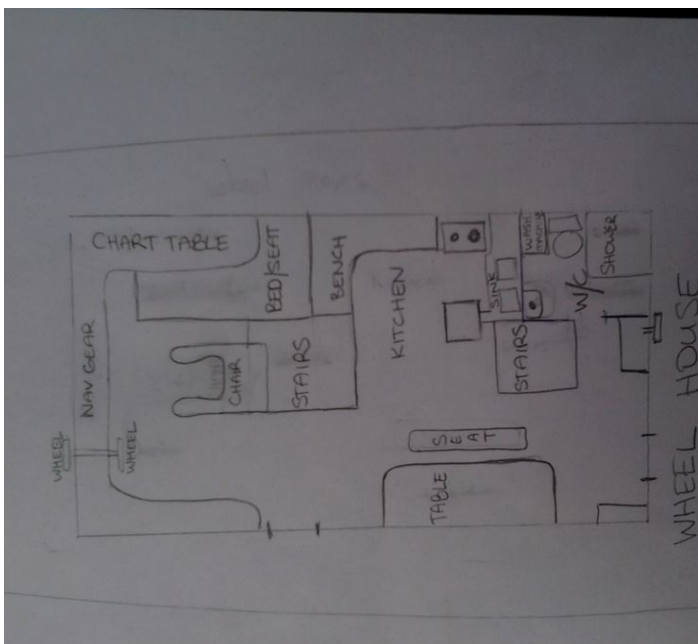 CHART TABLE
NAV GEAR
WHEEL
WHEEL
BED/SEAT
BENCH
CHAIR
STAIRS
KITCHEN
SINK
WASH
MACHINE
W/C
SHOWER
STAIRS
SEAT
TABLE
WHEEL HOUSE